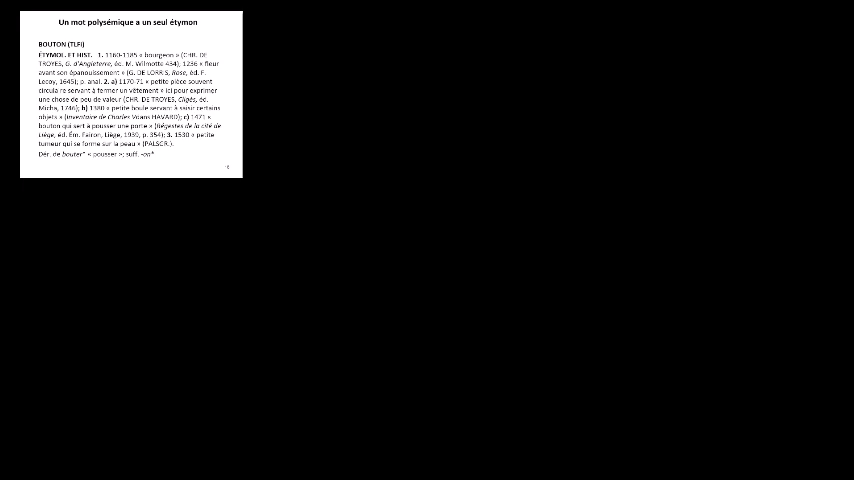 Un mot polysémique a un seul étymon
BOUTON (TLFi)
ÉTYMOL. ET HIST. 1. 1160-1185 « bourgeon » (CHR. DE
TROYES, G. d'Angleterre, éd. M. Wilmotte 434); 1236 « fleur
avant son épanouissement » (G. DE LORRIS, Rose, éd. F.
Lecoy, 1645); p. anal. 2. a) 1170-71 « petite pièce souvent
circulaire servant à fermer un vêtement » ici pour exprimer
une chose de peu de valeur (CHR. DE TROYES, Cligès, éd.
Micha, 1746); b) 1380 « petite boule servant à saisir certains
objets » (Inventaire de Charles V dans HAVARD); c) 1471 «
bouton qui sert à pousser une porte » (Régestes de la cité de
Liège, éd. Ém. Fairon, Liège, 1939, p. 354); 3. 1530 « petite
tumeur qui se forme sur la peau » (PALSGR.).
Dér. de bouter* « pousser »; suff. -on*